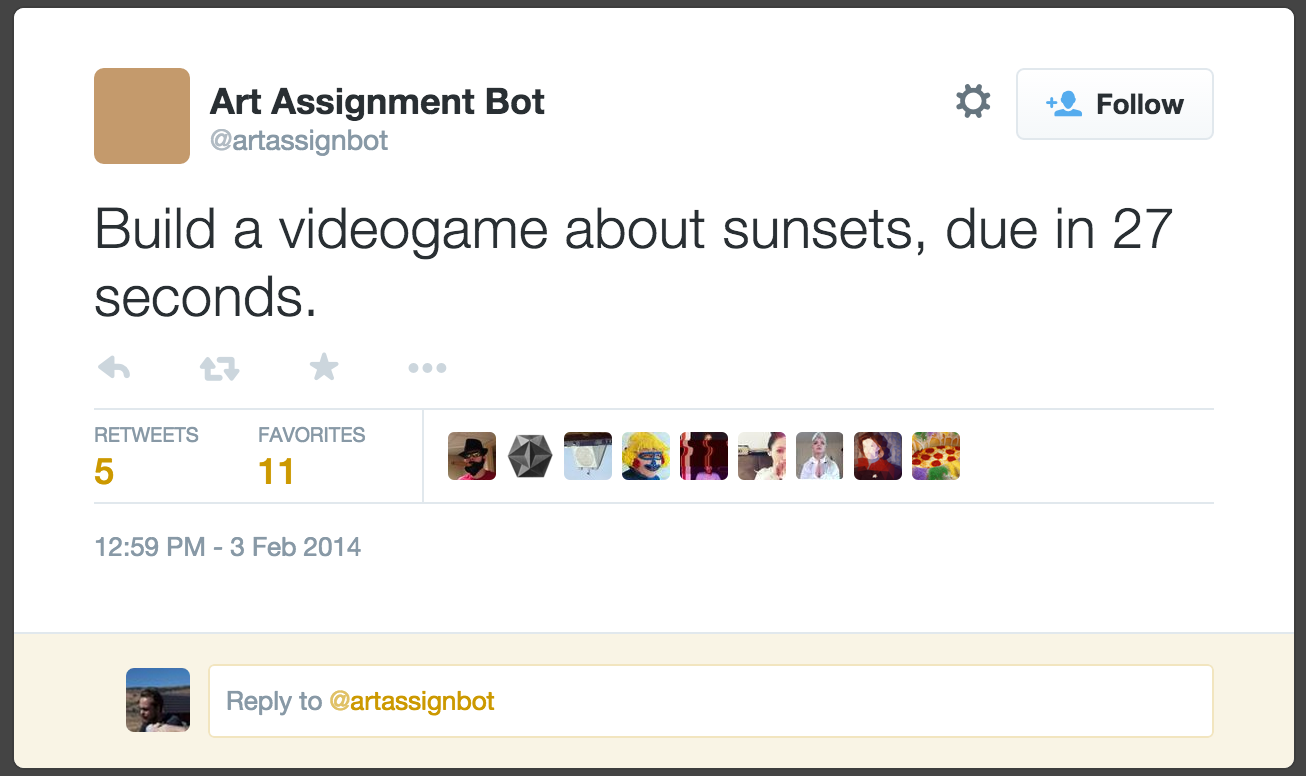 Art Assignment Bot
@artassignbot
Follow
Build a videogame about sunsets, due in 27
seconds.
RETWEETS
FAVORITES
5
11
12:59 PM - 3 Feb 2014
Reply to @artassignbot